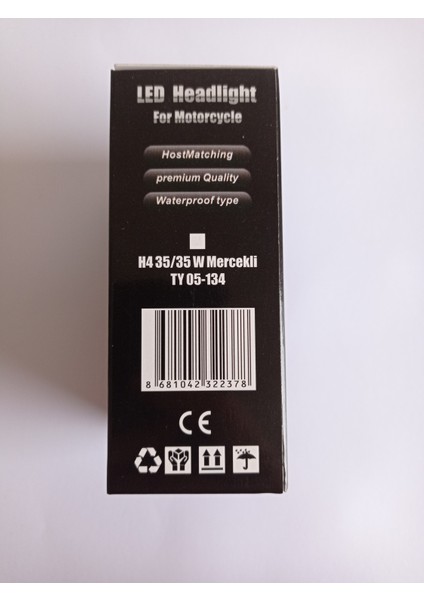 LED Headlight
For Motorcycle
HostMatching
premium Quality
Waterproof type
H4 35/35 W Mercekli
TY 05-134
8 681042 322378
CE